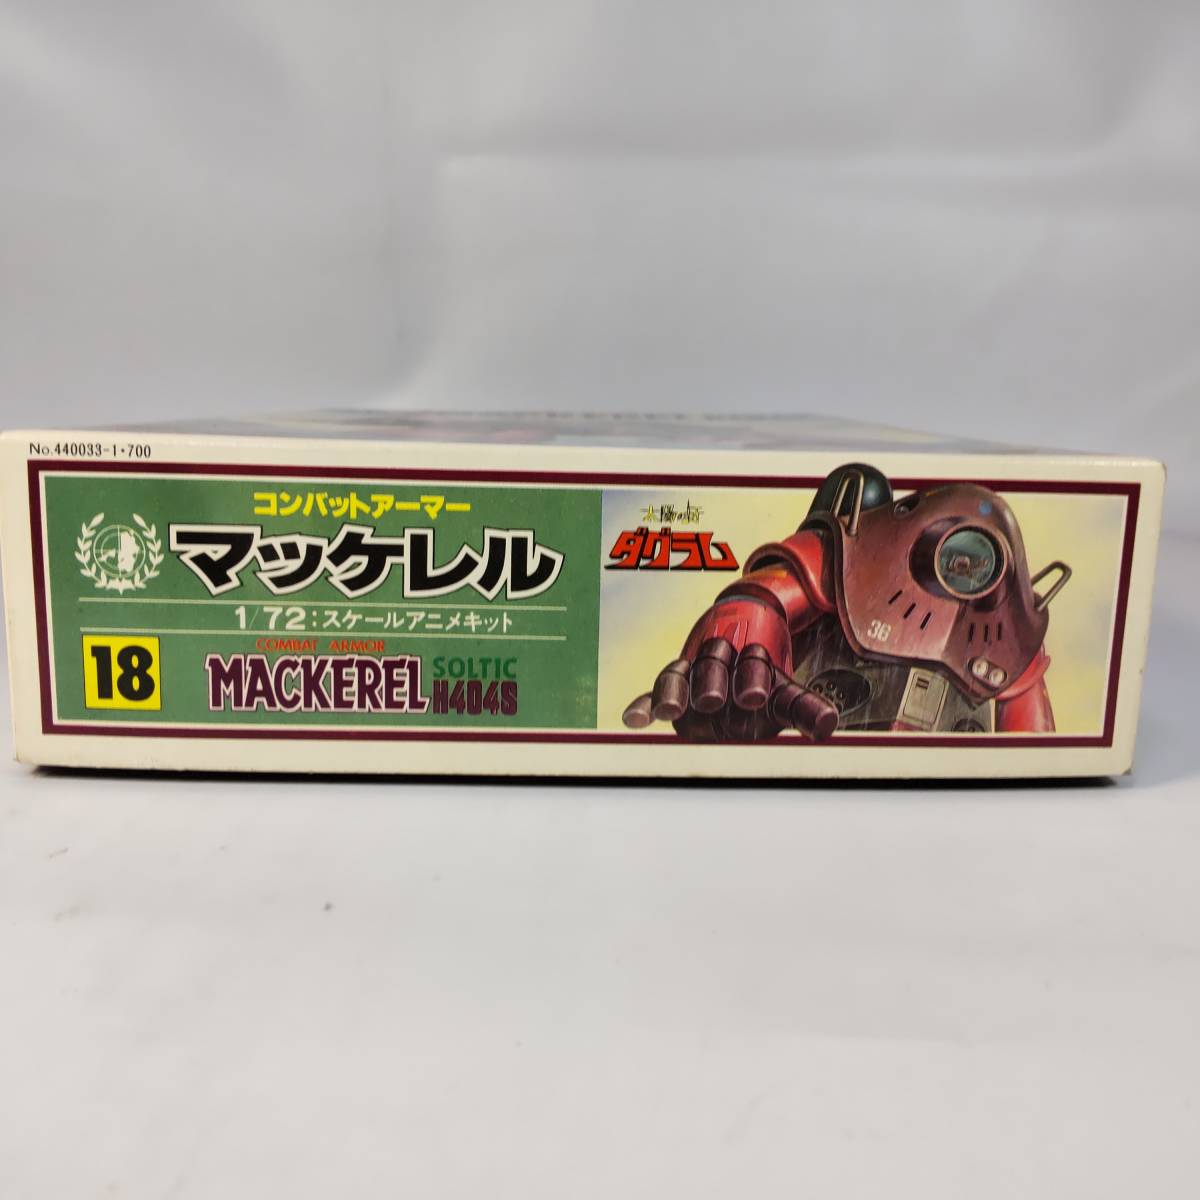 No.440033-1・700
コンバットアーマー
マッケレル
1/72:スケールアニメキット
18
COMBAT ARMOR
MACKEREL
SOLTIC
H404S
太陽の牙
ダグラム
36